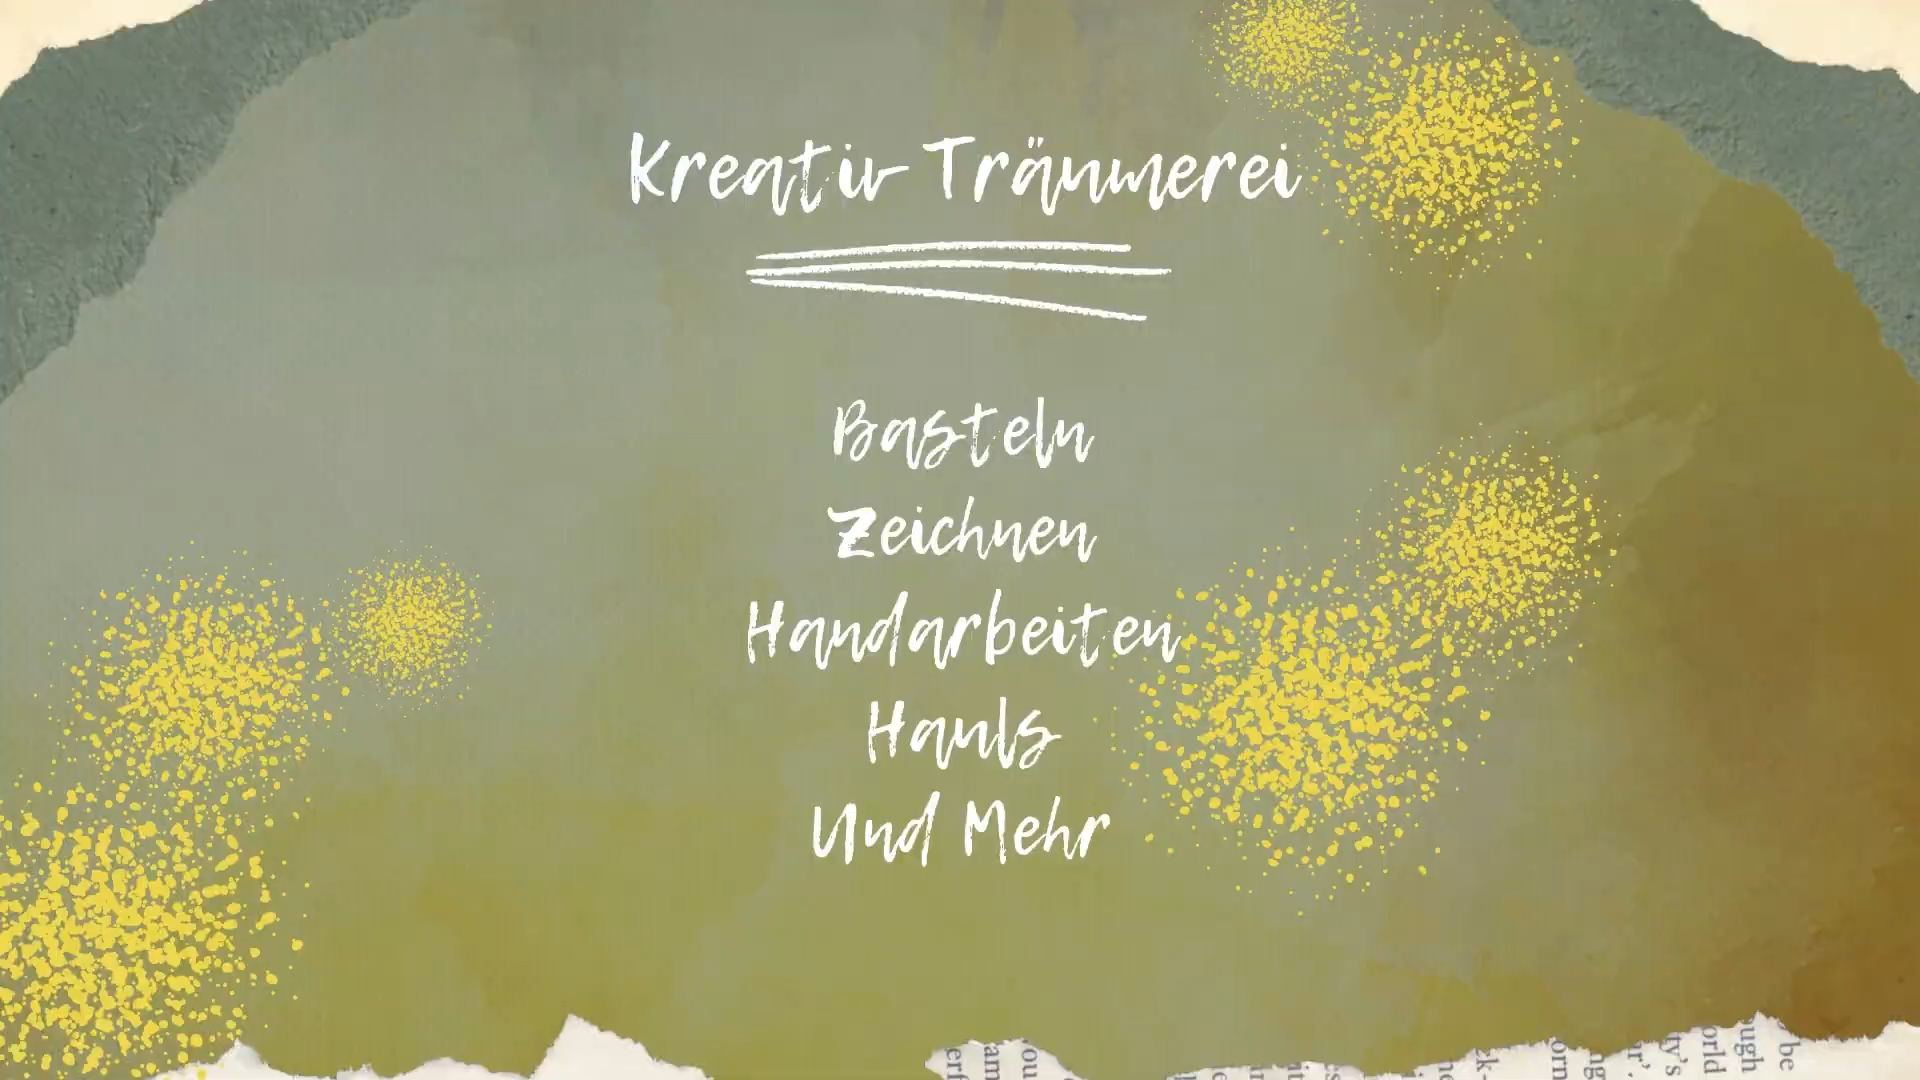 Kreativ Träumerei
Basteln
Zeichnen
Handarbeiten
Hauls
Und Mehr